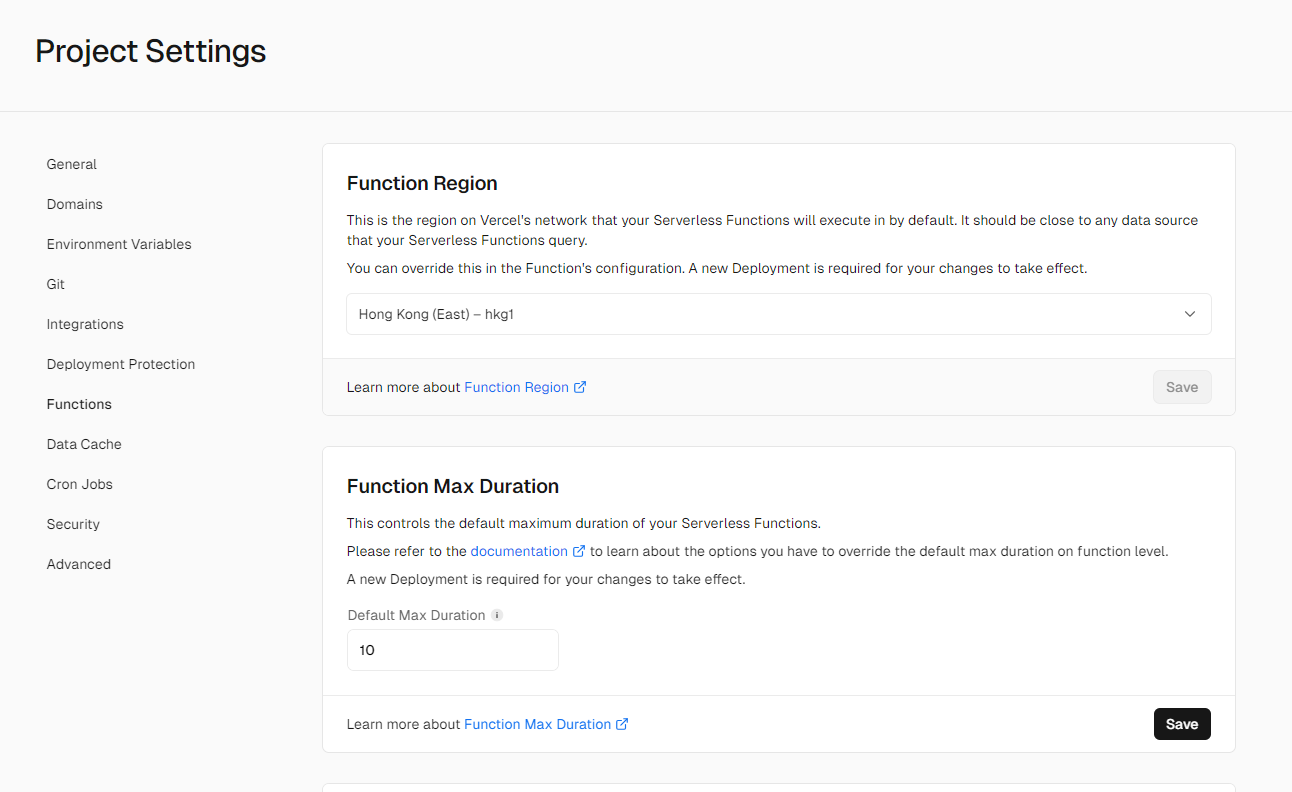 Project Settings
General
Domains
Environment Variables
Git
Integrations
Deployment Protection
Functions
Data Cache
Cron Jobs
Security
Advanced
Function Region
This is the region on Vercel's network that your Serverless Functions will execute in by default. It should be close to any data source
that your Serverless Functions query.
You can override this in the Function's configuration. A new Deployment is required for your changes to take effect.
Hong Kong (East) – hkg1
Learn more about Function Region
Save
Function Max Duration
This controls the default maximum duration of your Serverless Functions.
Please refer to the documentation to learn about the options you have to override the default max duration on function level.
A new Deployment is required for your changes to take effect.
Default Max Duration
10
Learn more about Function Max Duration
Save